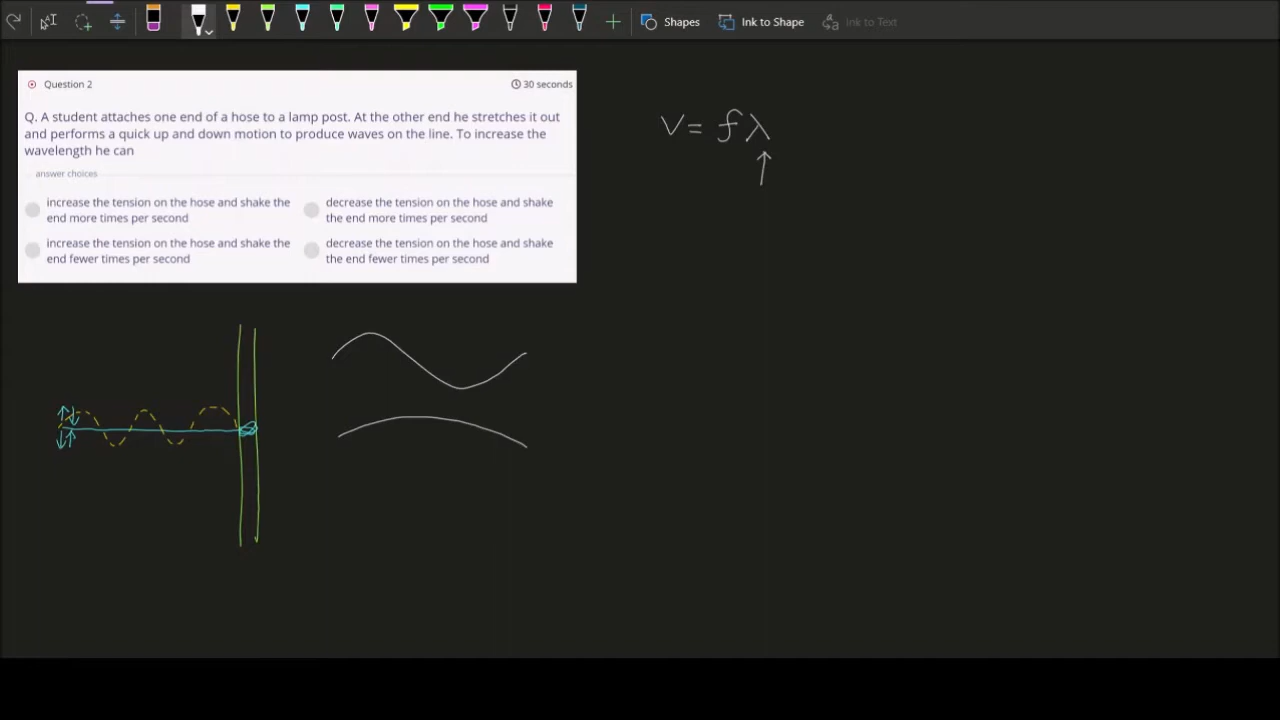 Shapes Ink to Shape Ink to Text
Question 2 30 seconds
Q. A student attaches one end of a hose to a lamp post. At the other end he stretches it out
and performs a quick up and down motion to produce waves on the line. To increase the
wavelength he can
answer choices
increase the tension on the hose and shake the
end more times per second
decrease the tension on the hose and shake
the end more times per second
increase the tension on the hose and shake the
end fewer times per second
decrease the tension on the hose and shake
the end fewer times per second
V = fλ